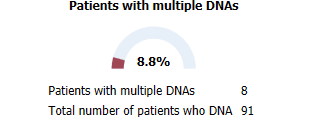 Patients with multiple DNAs
8.8%
Patients with multiple DNAs 8
Total number of patients who DNA 91